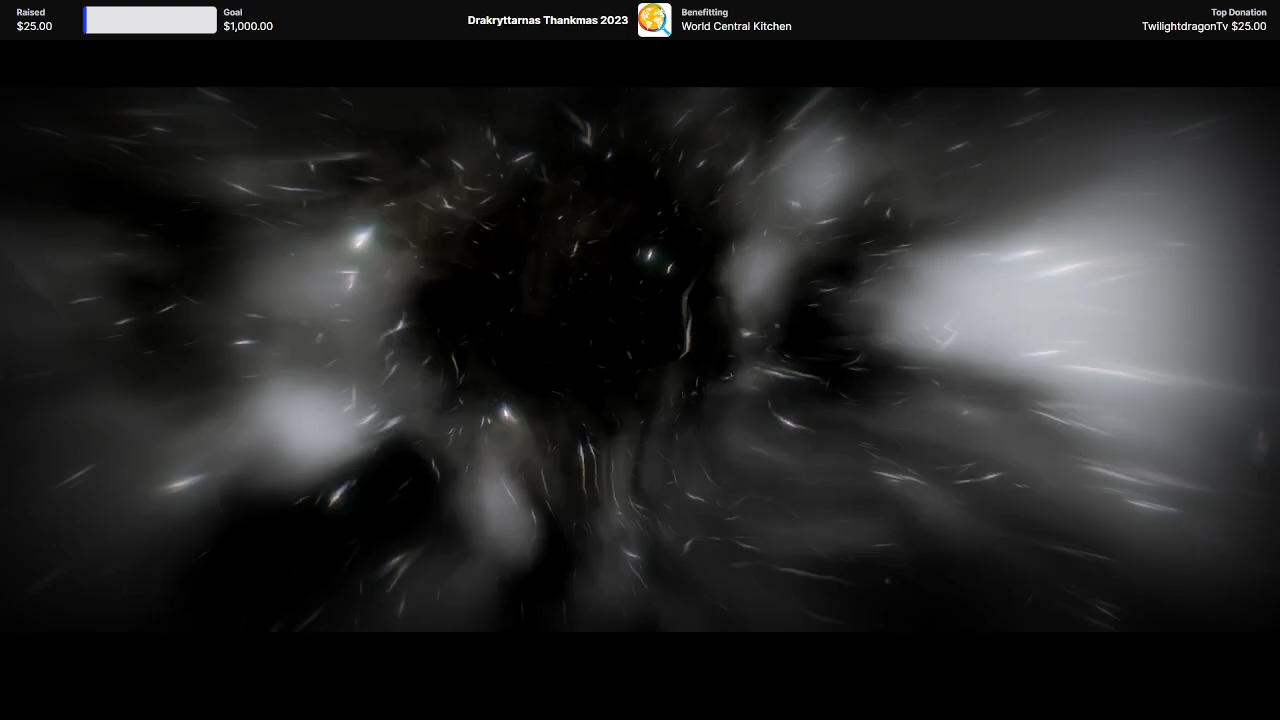 Raised
$25.00
Goal
$1,000.00
Drakryttarnas Thankmas 2023
Benefitting
World Central Kitchen
Top Donation
TwilightdragonTv $25.00